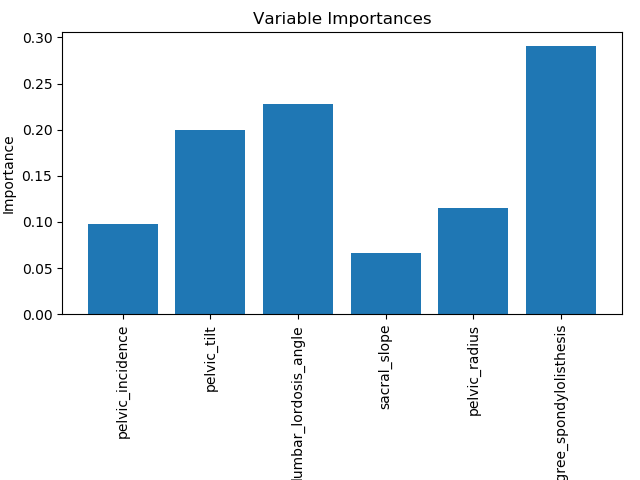 Variable Importances
Importance
0.30
0.25
0.20
0.15
0.10
0.05
0.00
pelvic_incidence
pelvic_tilt
lumbar_lordosis_angle
sacral_slope
pelvic_radius
gree_spondylolisthesis